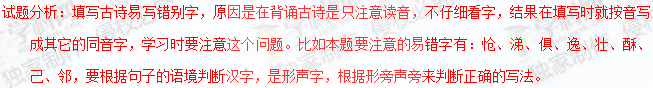 试题分析：填写古诗易写错别字，原因是在背诵古诗是只注意读音，不仔细看字，结果在填写时就按音写
成其它的同音字，学习时要注意这个问题。比如本题要注意的易错字有：怆、涕、俱、逸、壮、酥、
己、邻，要根据句子的语境判断汉字，是形声字，根据形旁声旁来判断正确的写法。